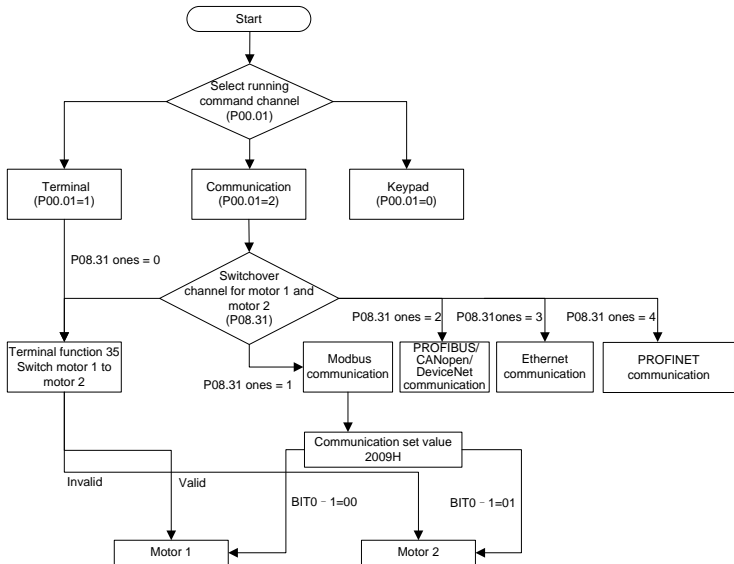 Start
Select running
command channel
(P00.01)
Terminal
(P00.01=1)
Communication
(P00.01=2)
Keypad
(P00.01=0)
P08.31 ones = 0
Switchover
channel for motor 1 and
motor 2
(P08.31)
P08.31 ones = 2
P08.31ones = 3
P08.31 ones = 4
Terminal function 35
Switch motor 1 to
motor 2
P08.31 ones = 1
Modbus
communication
PROFIBUS/
CANopen/
DeviceNet
communication
Ethernet
communication
PROFINET
communication
Communication set value
2009H
Invalid
Valid
BIT0 - 1=00
BIT0 - 1=01
Motor 1
Motor 2